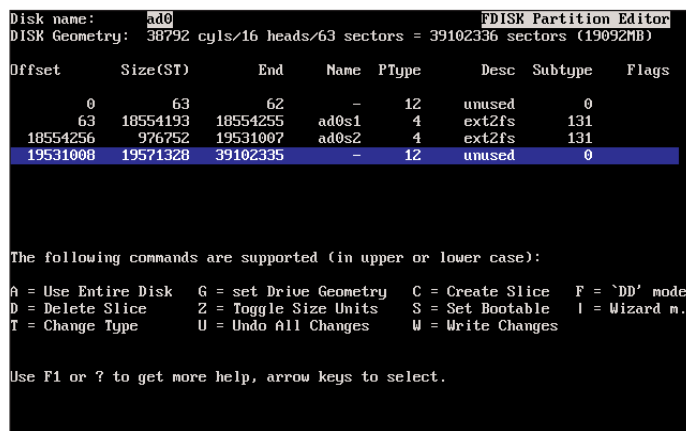 Disk name: ad0 FDISK Partition Editor
DISK Geometry: 38792 cyls/16 heads/63 sectors = 39102336 sectors (19092MB)
Offset Size(ST) End Name PType Desc Subtype Flags
0 63 62 - 12 unused 0
63 18554193 18554255 ad0s1 4 ext2fs 131
18554256 976752 19531007 ad0s2 4 ext2fs 131
19531008 19571328 39102335 - 12 unused 0
The following commands are supported (in upper or lower case):
A = Use Entire Disk G = set Drive Geometry C = Create Slice F = `DD' mode
D = Delete Slice Z = Toggle Size Units S = Set Bootable | = Wizard m.
T = Change Type U = Undo All Changes W = Write Changes
Use F1 or ? to get more help, arrow keys to select.